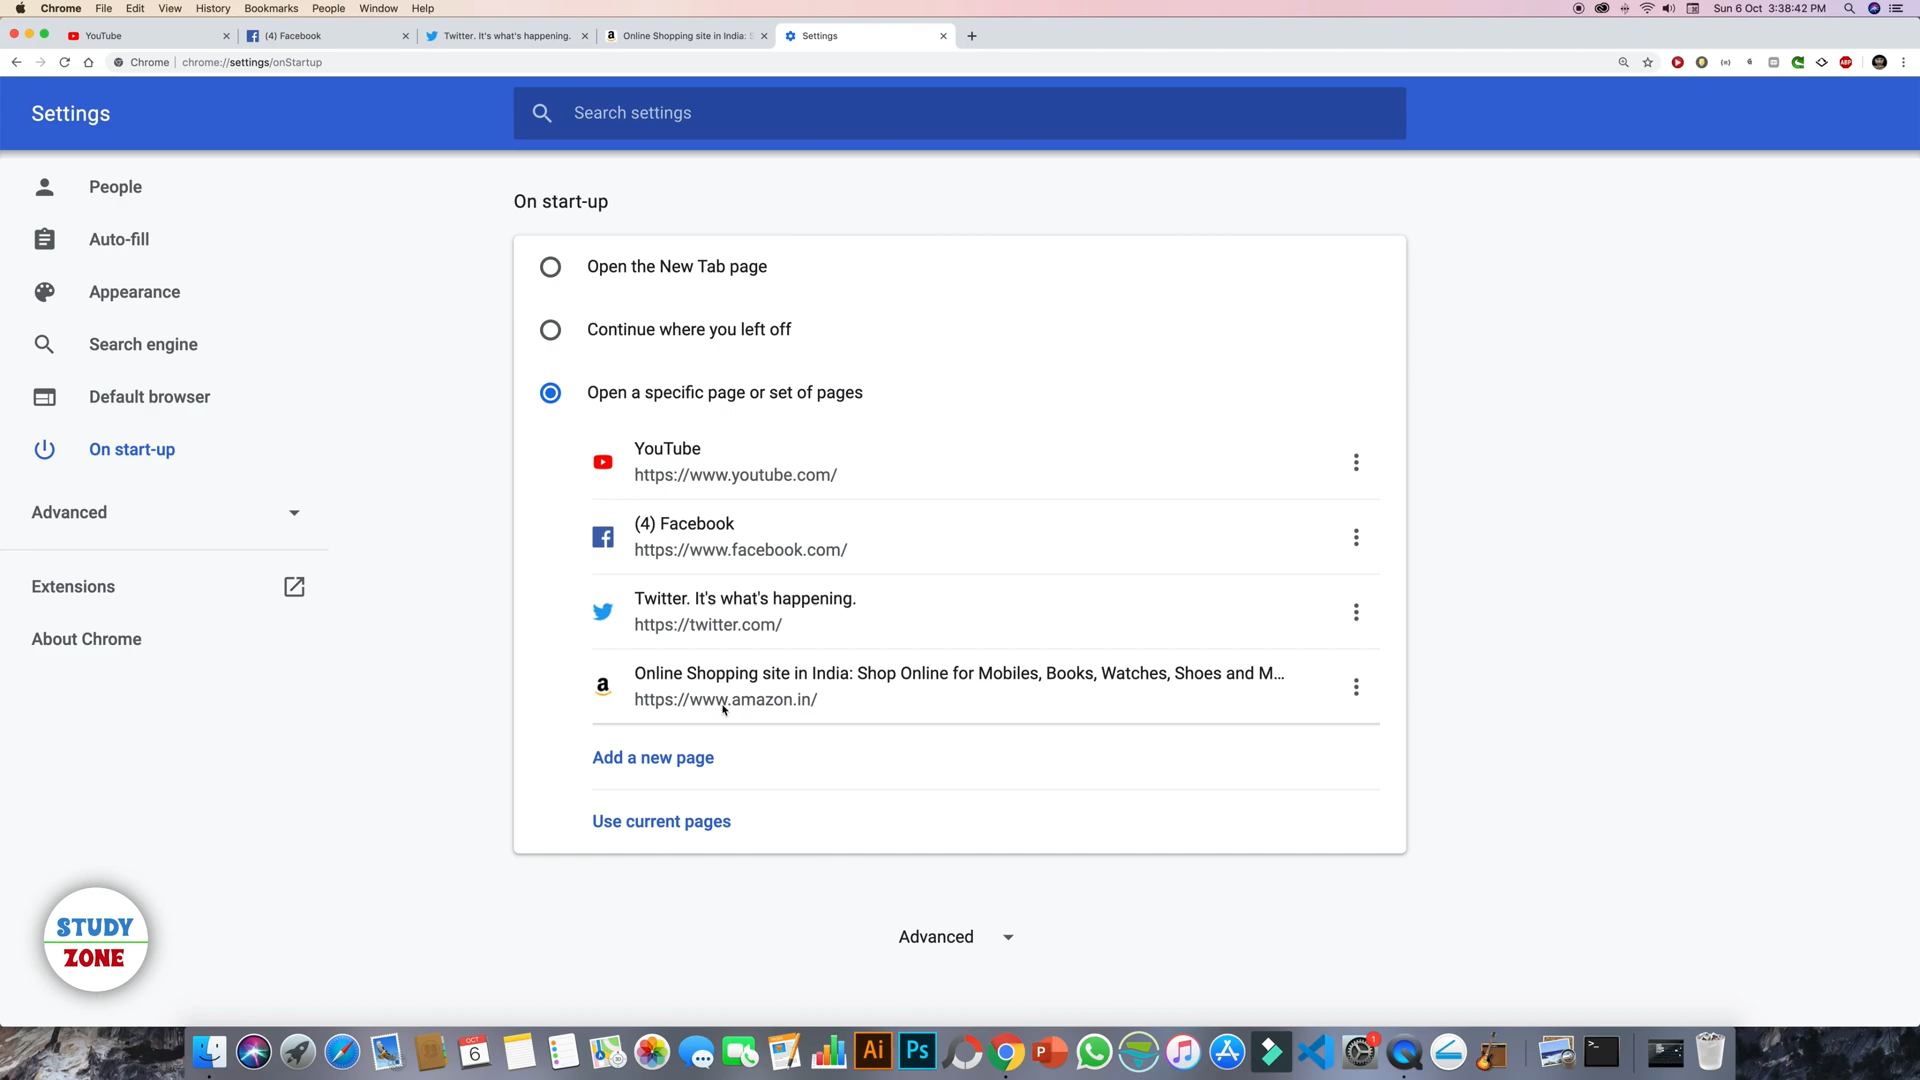 Chrome File Edit View History Bookmarks People Window Help Sun 6 Oct 3:38:42 PM
YouTube (4) Facebook Twitter. It's what's happening. Online Shopping site in India: Settings
Chrome | chrome://settings/onStartup ABP
Settings
Search settings
People
Auto-fill
Appearance
Search engine
Default browser
On start-up
Advanced
Extensions
About Chrome
On start-up
Open the New Tab page
Continue where you left off
Open a specific page or set of pages
YouTube
https://www.youtube.com/
(4) Facebook
https://www.facebook.com/
Twitter. It's what's happening.
https://twitter.com/
Online Shopping site in India: Shop Online for Mobiles, Books, Watches, Shoes and M...
https://www.amazon.in/
Add a new page
Use current pages
Advanced
STUDY
ZONE
OCT
6
Ai Ps P 1